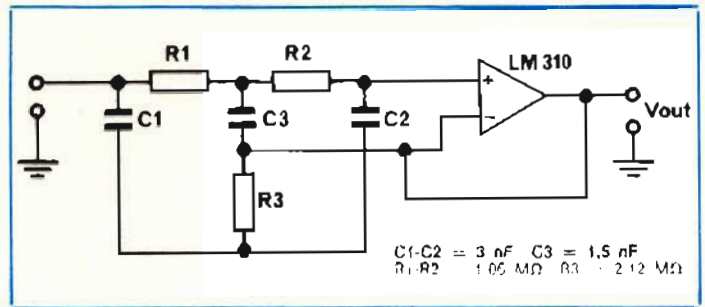 R1
R2
LM 310
+
−
C1
C3
C2
Vout
R3
C1-C2 = 3 nF C3 = 1,5 nF
R1-R2 1.06 MΩ R3 : 2.12 MΩ